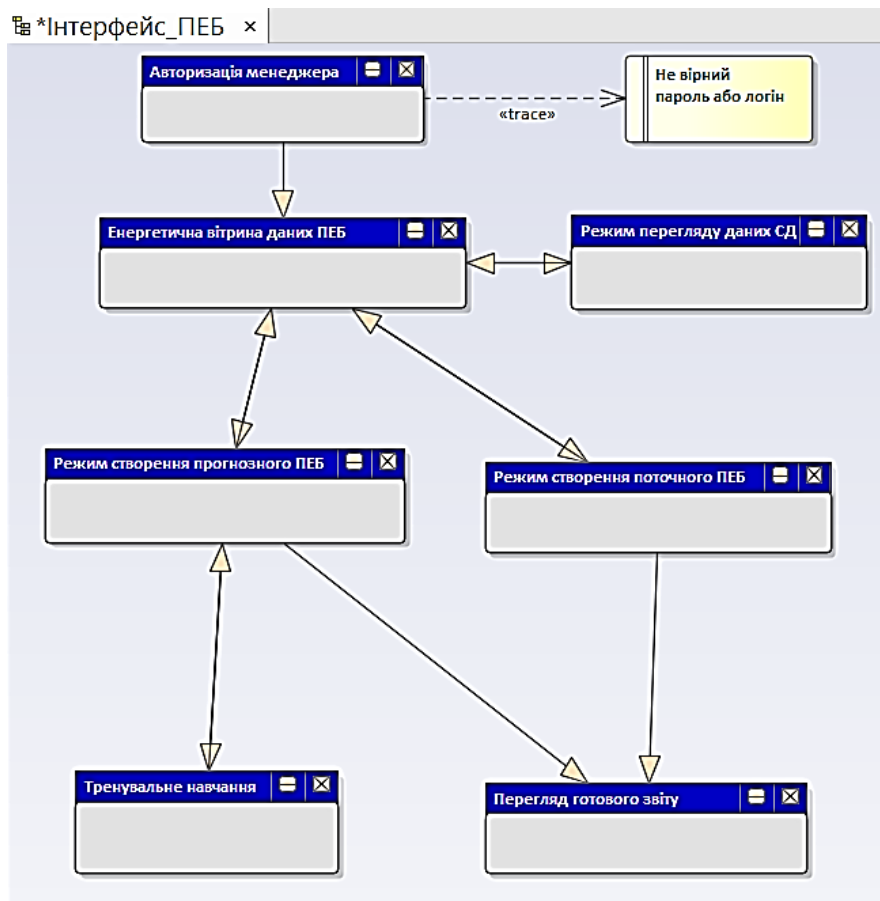 *Інтерфейс_ПЕБ ×
Авторизація менеджера
Не вірний
пароль або логін
«trace»
Енергетична вітрина даних ПЕБ
Режим перегляду даних СД
Режим створення прогнозного ПЕБ
Режим створення поточного ПЕБ
Тренувальне навчання
Перегляд готового звіту